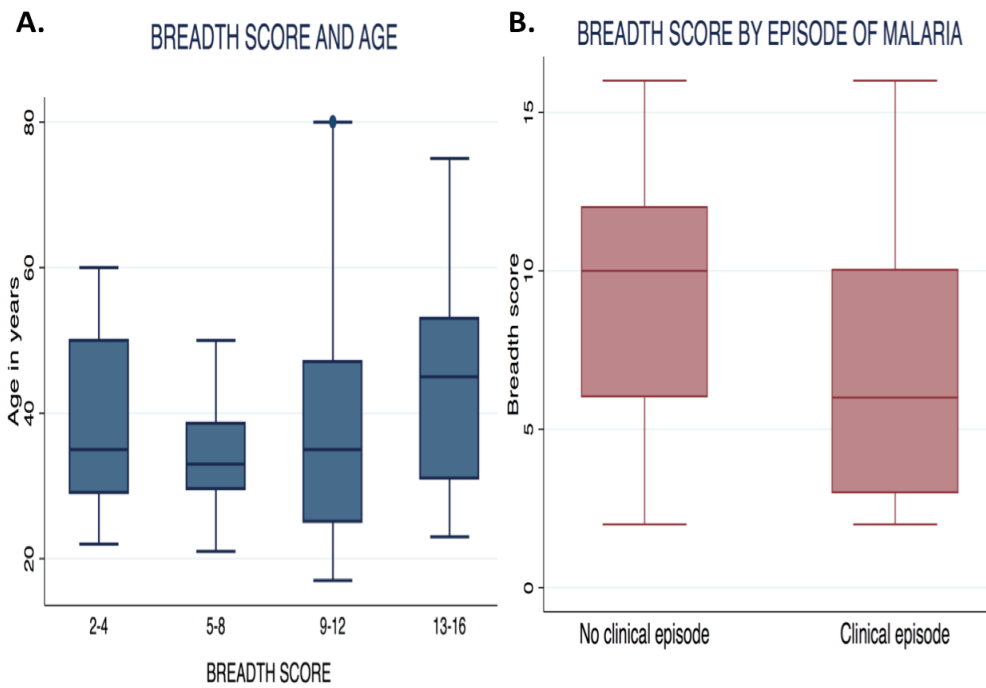 A.
BREADTH SCORE AND AGE
Age in years
80
60
40
20
2-4 5-8 9-12 13-16
BREADTH SCORE
B.
BREADTH SCORE BY EPISODE OF MALARIA
Breadth score
15
10
5
0
No clinical episode Clinical episode